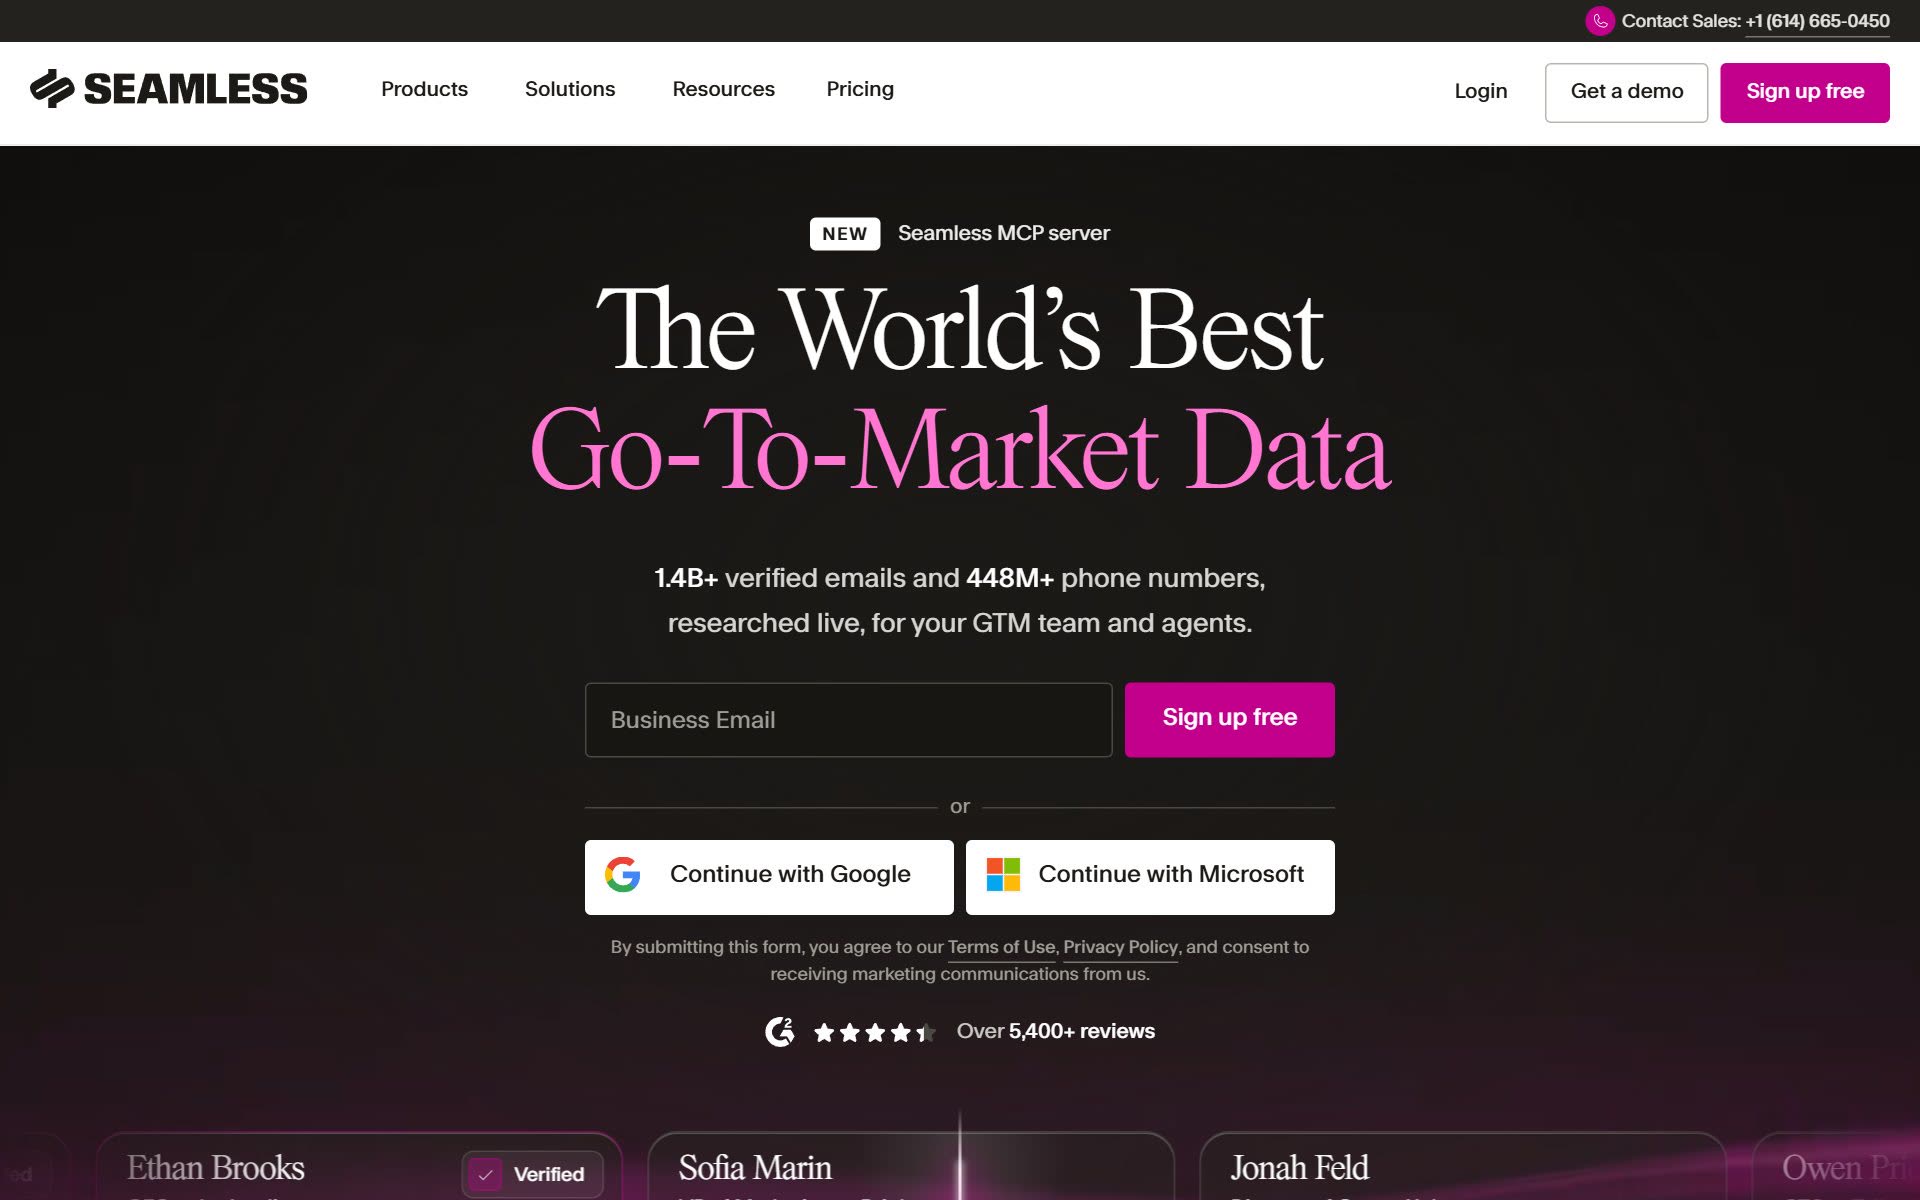 Contact Sales: +1 (614) 665-0450
SEAMLESS
Products
Solutions
Resources
Pricing
Login
Get a demo
Sign up free
NEW Seamless MCP server
The World's Best
Go-To-Market Data
1.4B+ verified emails and 448M+ phone numbers,
researched live, for your GTM team and agents.
Business Email
Sign up free
or
Continue with Google
Continue with Microsoft
By submitting this form, you agree to our Terms of Use, Privacy Policy, and consent to
receiving marketing communications from us.
G2
Over 5,400+ reviews
Ethan Brooks
Verified
Sofia Marin
Jonah Feld
Owen